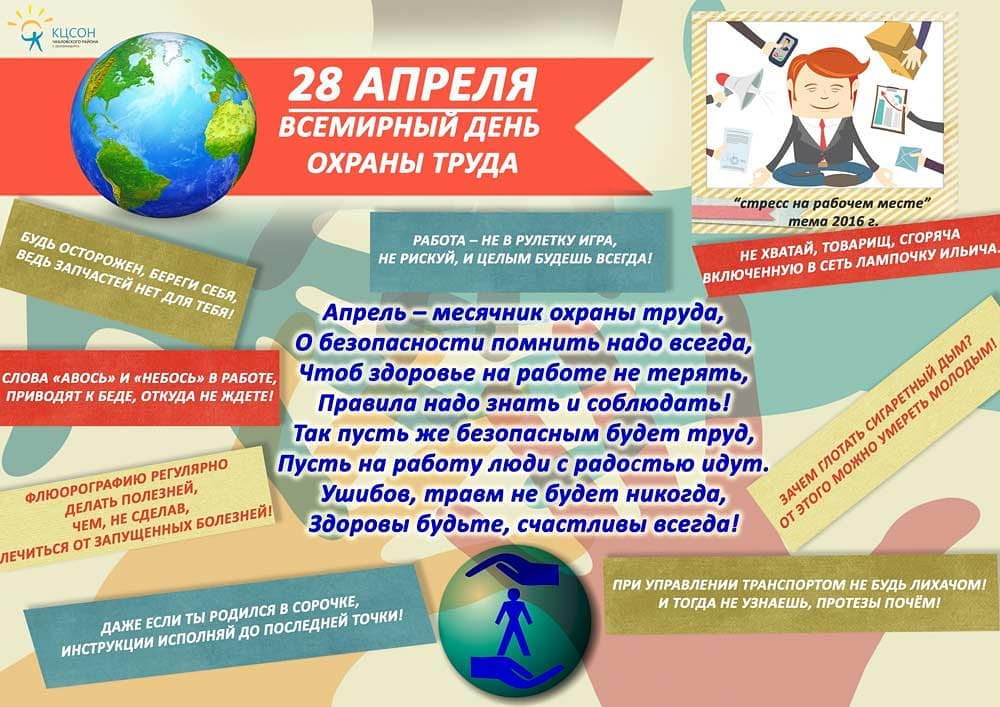 КЦСОН
ЧКАЛОВСКОГО РАЙОНА
28 АПРЕЛЯ
ВСЕМИРНЫЙ ДЕНЬ
ОХРАНЫ ТРУДА
“стресс на рабочем месте”
тема 2016 г.
БУДЬ ОСТОРОЖЕН, БЕРЕГИ СЕБЯ,
ВЕДЬ ЗАПЧАСТЕЙ НЕТ ДЛЯ ТЕБЯ!
РАБОТА – НЕ В РУЛЕТКУ ИГРА,
НЕ РИСКУЙ, И ЦЕЛЫМ БУДЕШЬ ВСЕГДА!
НЕ ХВАТАЙ, ТОВАРИЩ, СГОРЯЧА
ВКЛЮЧЕННУЮ В СЕТЬ ЛАМПОЧКУ ИЛЬИЧА.
СЛОВА «АВОСЬ» И «НЕБОСЬ» В РАБОТЕ,
ПРИВОДЯТ К БЕДЕ, ОТКУДА НЕ ЖДЕТЕ!
Апрель – месячник охраны труда,
О безопасности помнить надо всегда,
Чтоб здоровье на работе не терять,
Правила надо знать и соблюдать!
Так пусть же безопасным будет труд,
Пусть на работу люди с радостью идут.
Ушибов, травм не будет никогда,
Здоровы будьте, счастливы всегда!
ЗАЧЕМ ГЛОТАТЬ СИГАРЕТНЫЙ ДЫМ?
ОТ ЭТОГО МОЖНО УМЕРЕТЬ МОЛОДЫМ!
ФЛЮОРОГРАФИЮ РЕГУЛЯРНО
ДЕЛАТЬ ПОЛЕЗНЕЙ,
ЧЕМ, НЕ СДЕЛАВ,
ЛЕЧИТЬСЯ ОТ ЗАПУЩЕННЫХ БОЛЕЗНЕЙ!
ДАЖЕ ЕСЛИ ТЫ РОДИЛСЯ В СОРОЧКЕ,
ИНСТРУКЦИИ ИСПОЛНЯЙ ДО ПОСЛЕДНЕЙ ТОЧКИ!
ПРИ УПРАВЛЕНИИ ТРАНСПОРТОМ НЕ БУДЬ ЛИХАЧОМ!
И ТОГДА НЕ УЗНАЕШЬ, ПРОТЕЗЫ ПОЧЁМ!